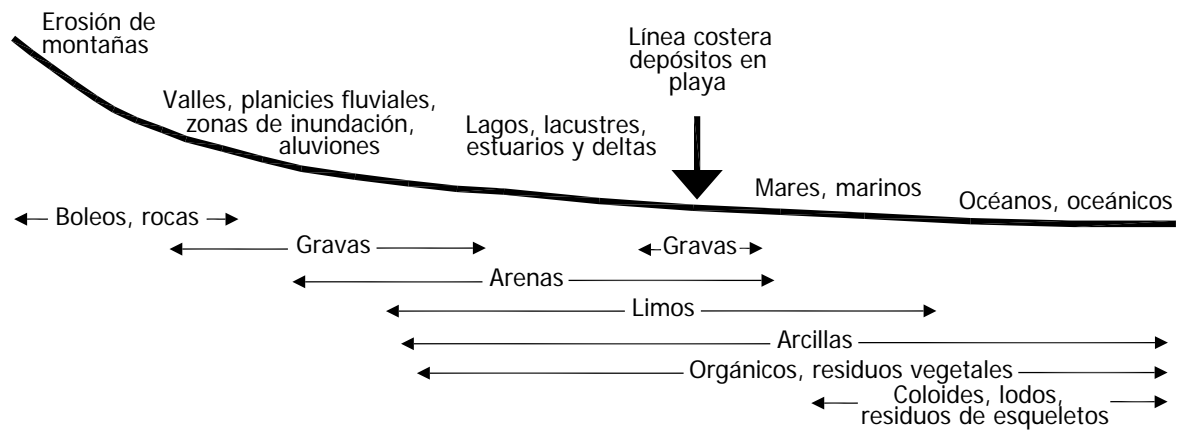 Erosión de
montañas
Línea costera
depósitos en
playa
Valles, planicies fluviales,
zonas de inundación,
aluviones
Lagos, lacustres,
estuarios y deltas
Mares, marinos
Océanos, oceánicos
Boleos, rocas
Gravas
Gravas
Arenas
Limos
Arcillas
Orgánicos, residuos vegetales
Coloides, lodos,
residuos de esqueletos